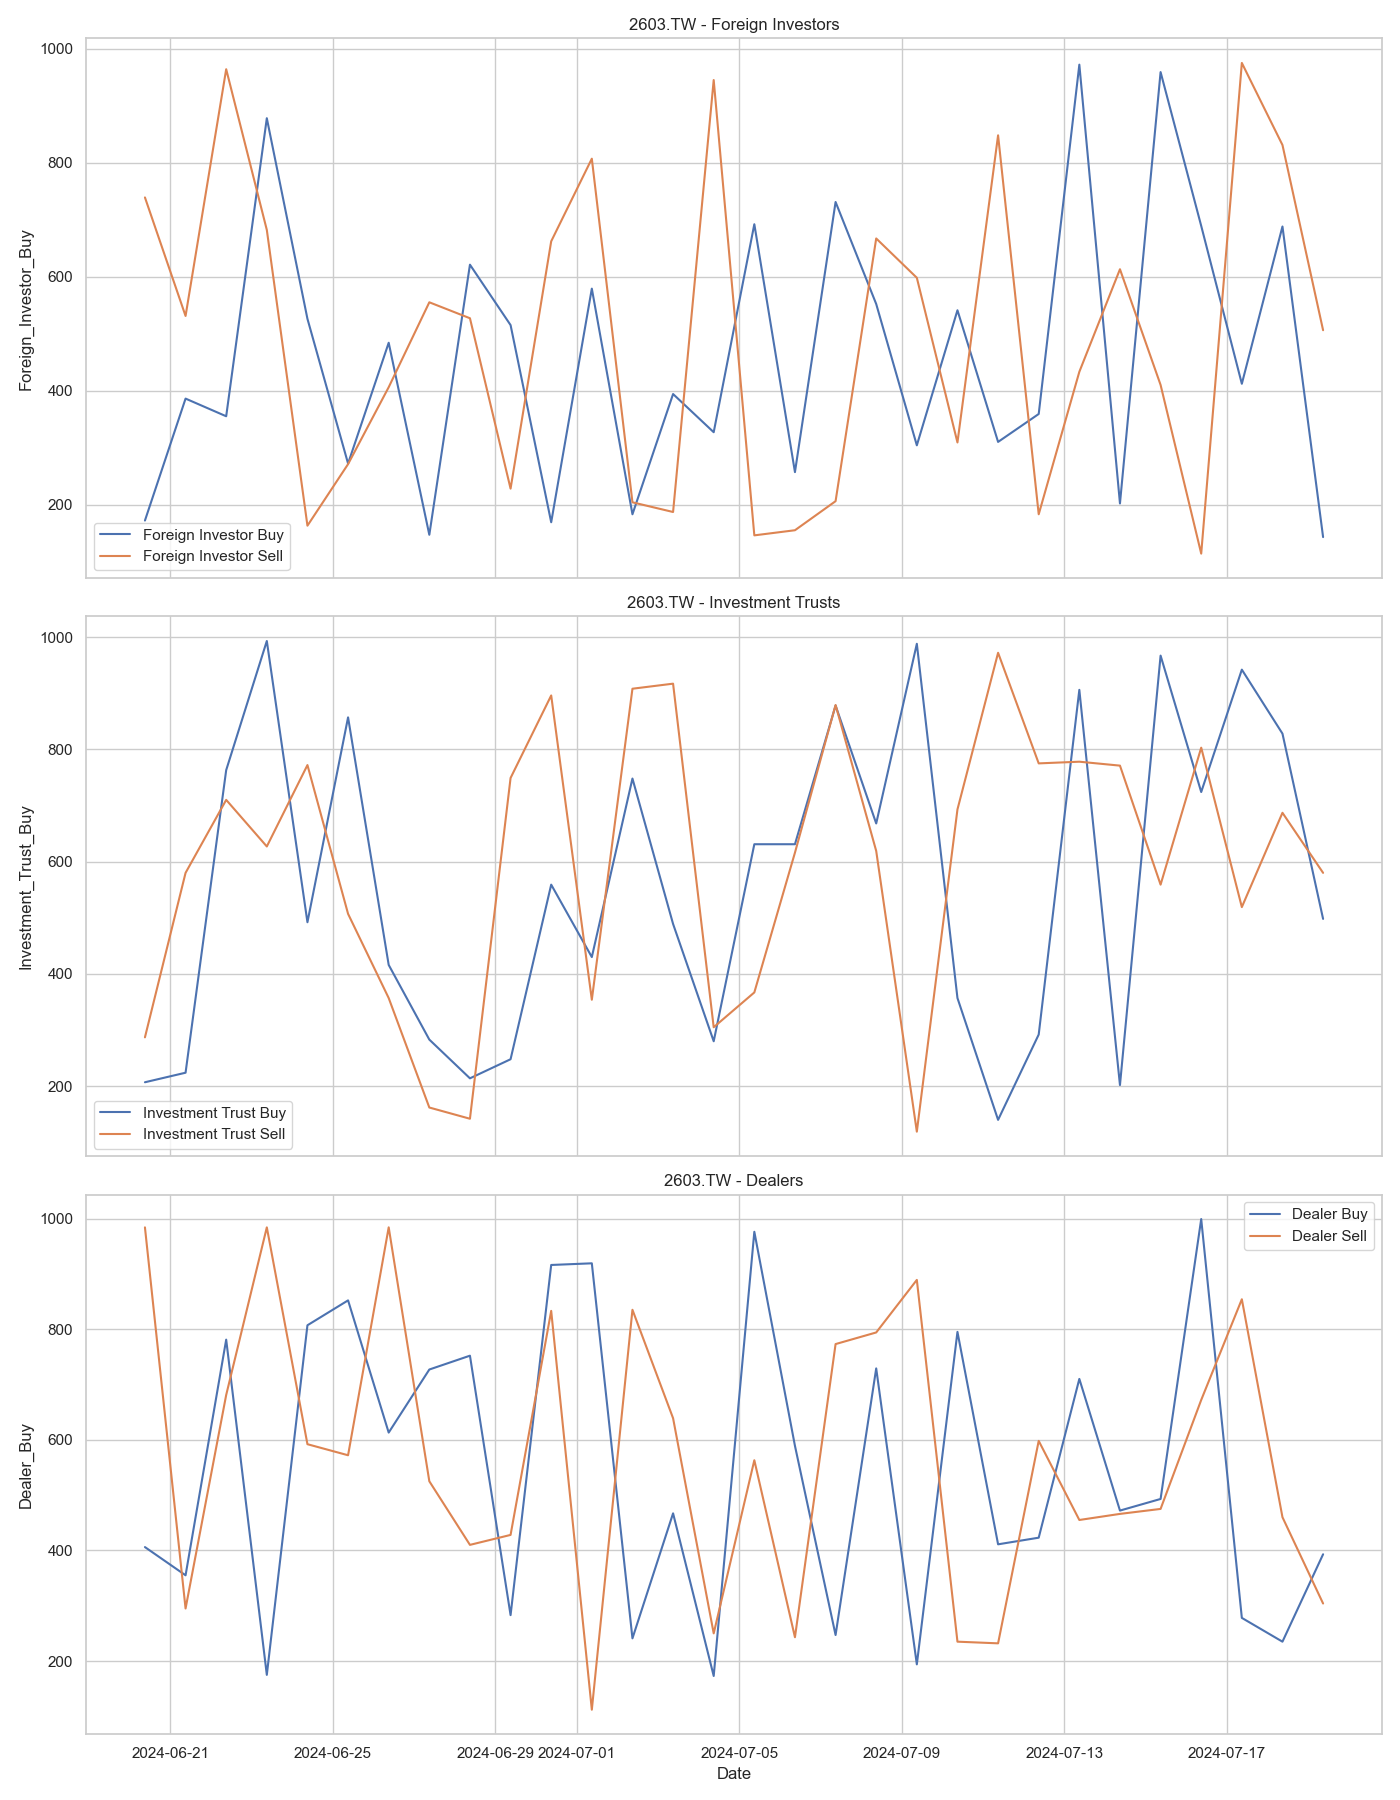 2603.TW - Foreign Investors
1000
800
600
400
200
Foreign_Investor_Buy
Foreign Investor Buy
Foreign Investor Sell
2603.TW - Investment Trusts
1000
800
600
400
200
Investment_Trust_Buy
Investment Trust Buy
Investment Trust Sell
2603.TW - Dealers
1000
800
600
400
200
Dealer_Buy
Dealer Buy
Dealer Sell
2024-06-21 2024-06-25 2024-06-29 2024-07-01 2024-07-05 2024-07-09 2024-07-13 2024-07-17
Date